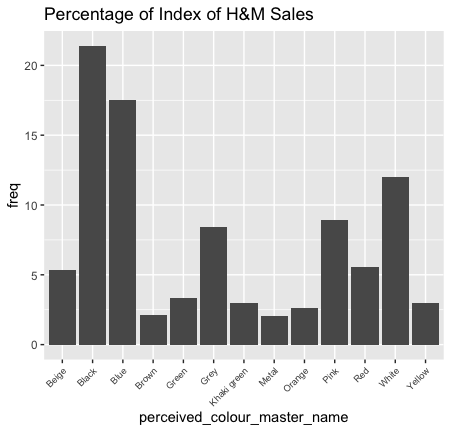 Percentage of Index of H&M Sales
freq
20
15
10
5
0
Beige
Black
Blue
Brown
Green
Grey
Khaki green
Metal
Orange
Pink
Red
White
Yellow
perceived_colour_master_name